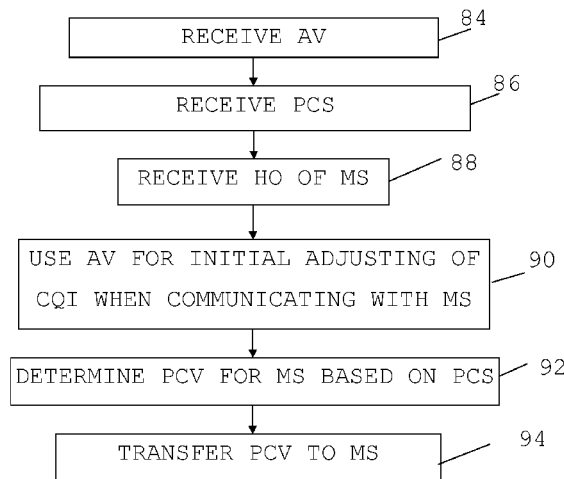 84
RECEIVE AV
86
RECEIVE PCS
88
RECEIVE HO OF MS
90
USE AV FOR INITIAL ADJUSTING OF
CQI WHEN COMMUNICATING WITH MS
92
DETERMINE PCV FOR MS BASED ON PCS
94
TRANSFER PCV TO MS